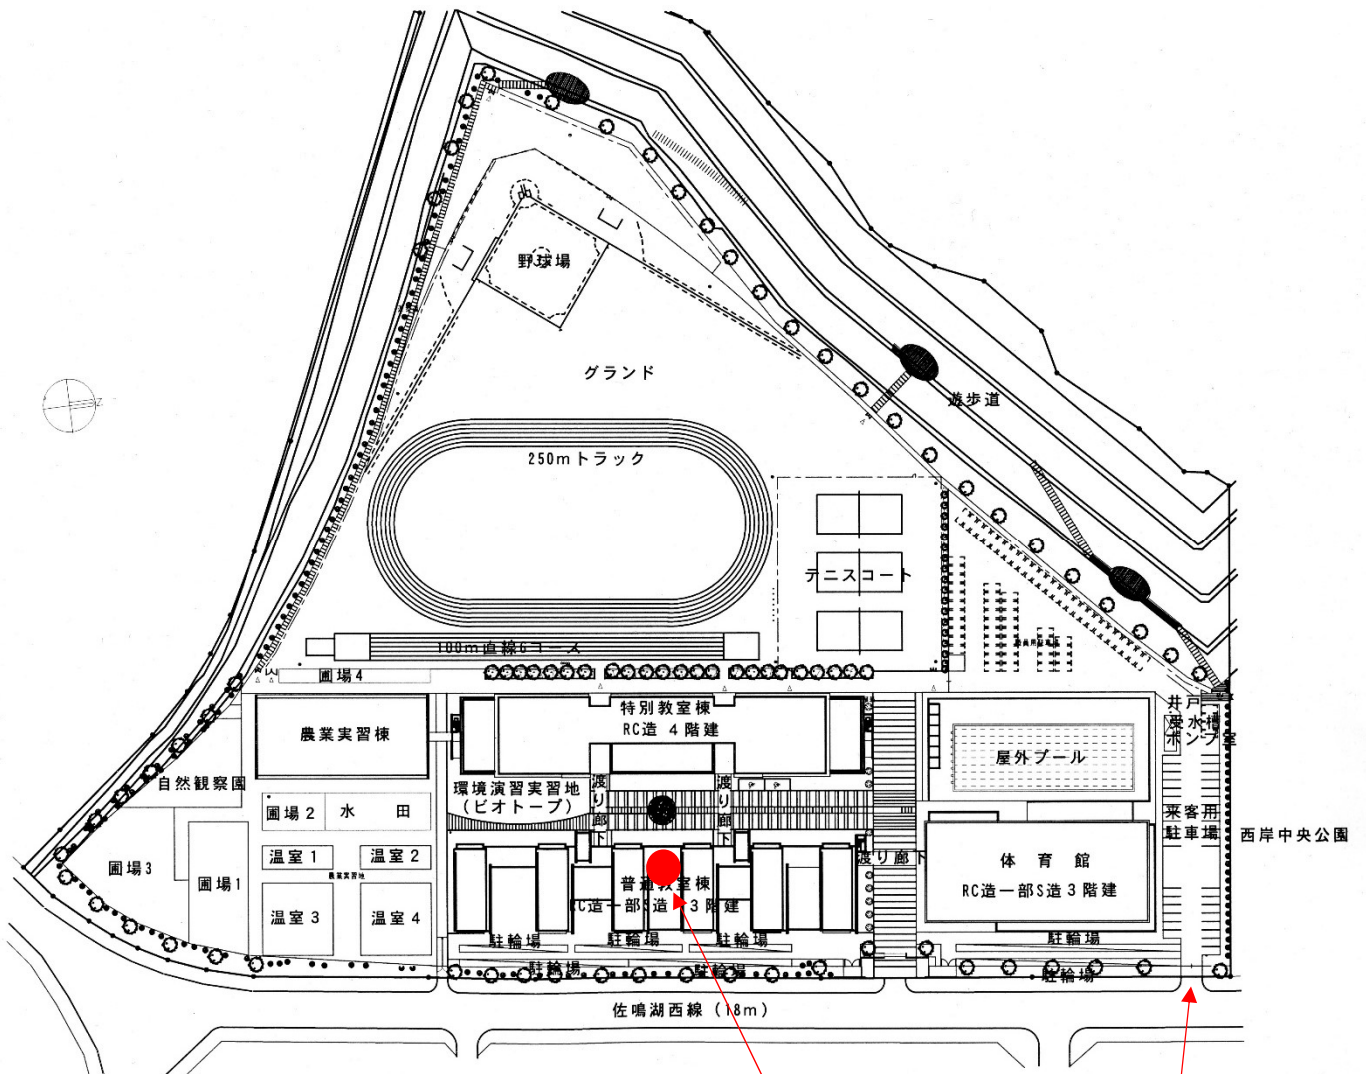 野球場
グランド
遊歩道
250mトラック
テニスコート
100m直線6コース
圃場4
農業実習棟
特別教室棟
RC造 4階建
井戸
受水槽
ポンプ室
屋外プール
自然観察園
環境演習実習地
(ビオトープ)
渡り廊下
渡り廊下
圃場2
水田
来客用
駐車場
西岸中央公園
温室1
温室2
農業実習地
圃場3
圃場1
普通教室棟
RC造一部S造 3階建
渡り廊下
体育館
RC造一部S造3階建
温室3
温室4
駐輪場
駐輪場
駐輪場
駐輪場
駐輪場
駐輪場
駐輪場
佐鳴湖西線 (18m)